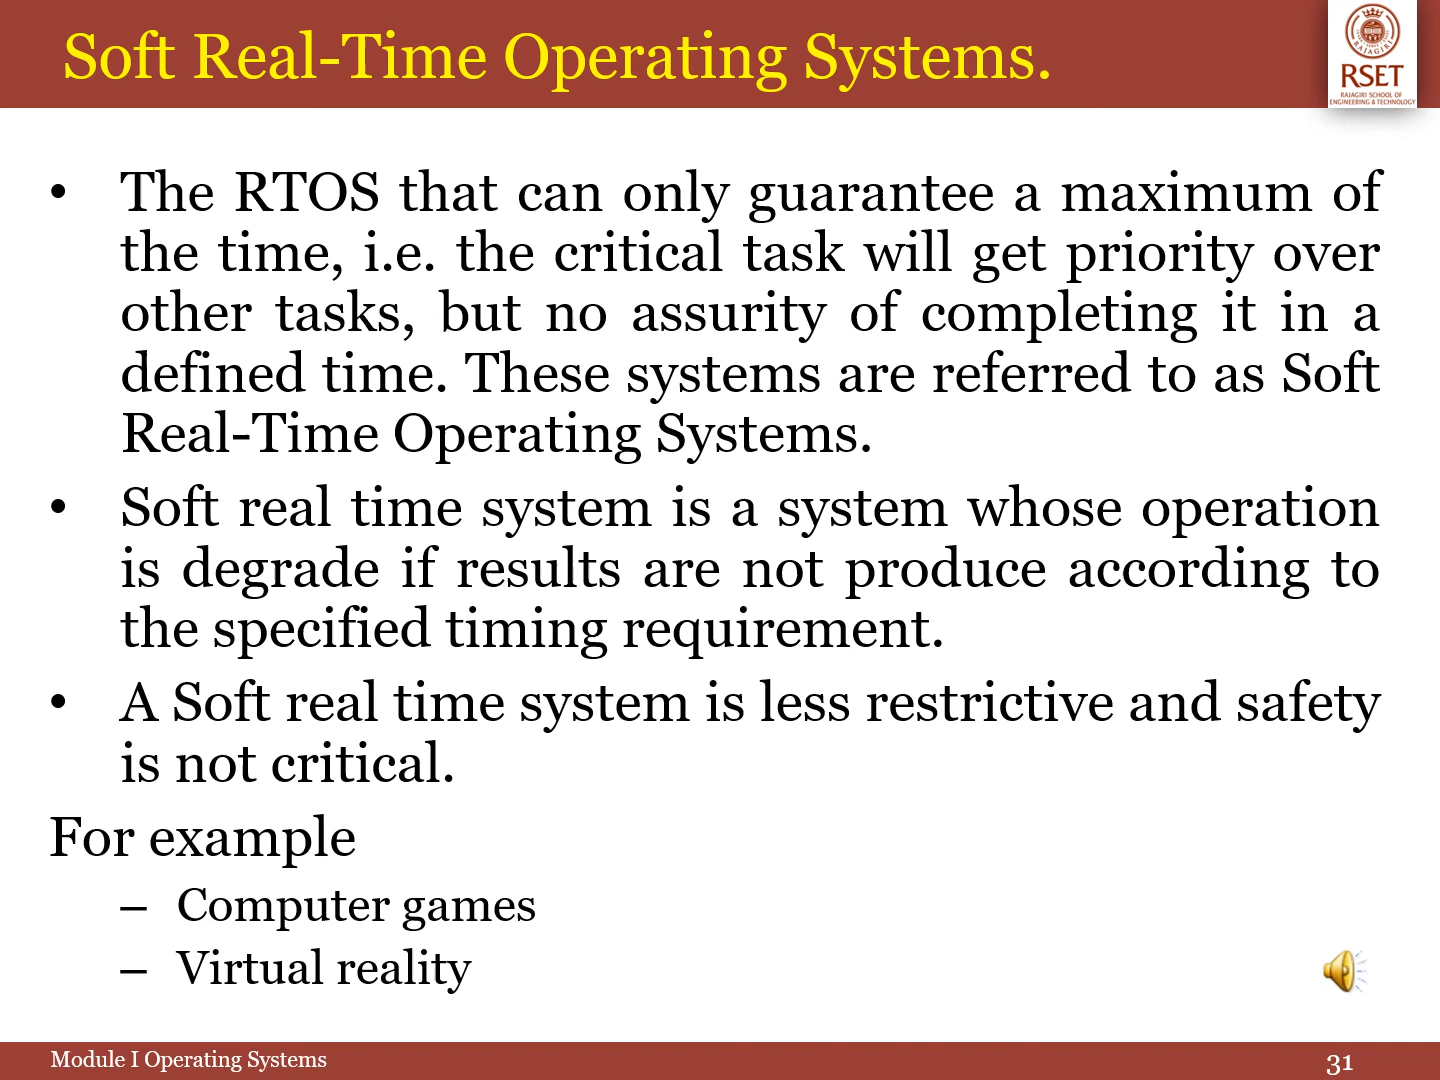 Soft Real-Time Operating Systems.
RAJAGIRI
RSET
RAJAGIRI SCHOOL OF
ENGINEERING & TECHNOLOGY
• The RTOS that can only guarantee a maximum of
the time, i.e. the critical task will get priority over
other tasks, but no assurity of completing it in a
defined time. These systems are referred to as Soft
Real-Time Operating Systems.
• Soft real time system is a system whose operation
is degrade if results are not produce according to
the specified timing requirement.
• A Soft real time system is less restrictive and safety
is not critical.
For example
– Computer games
– Virtual reality
Module I Operating Systems
31